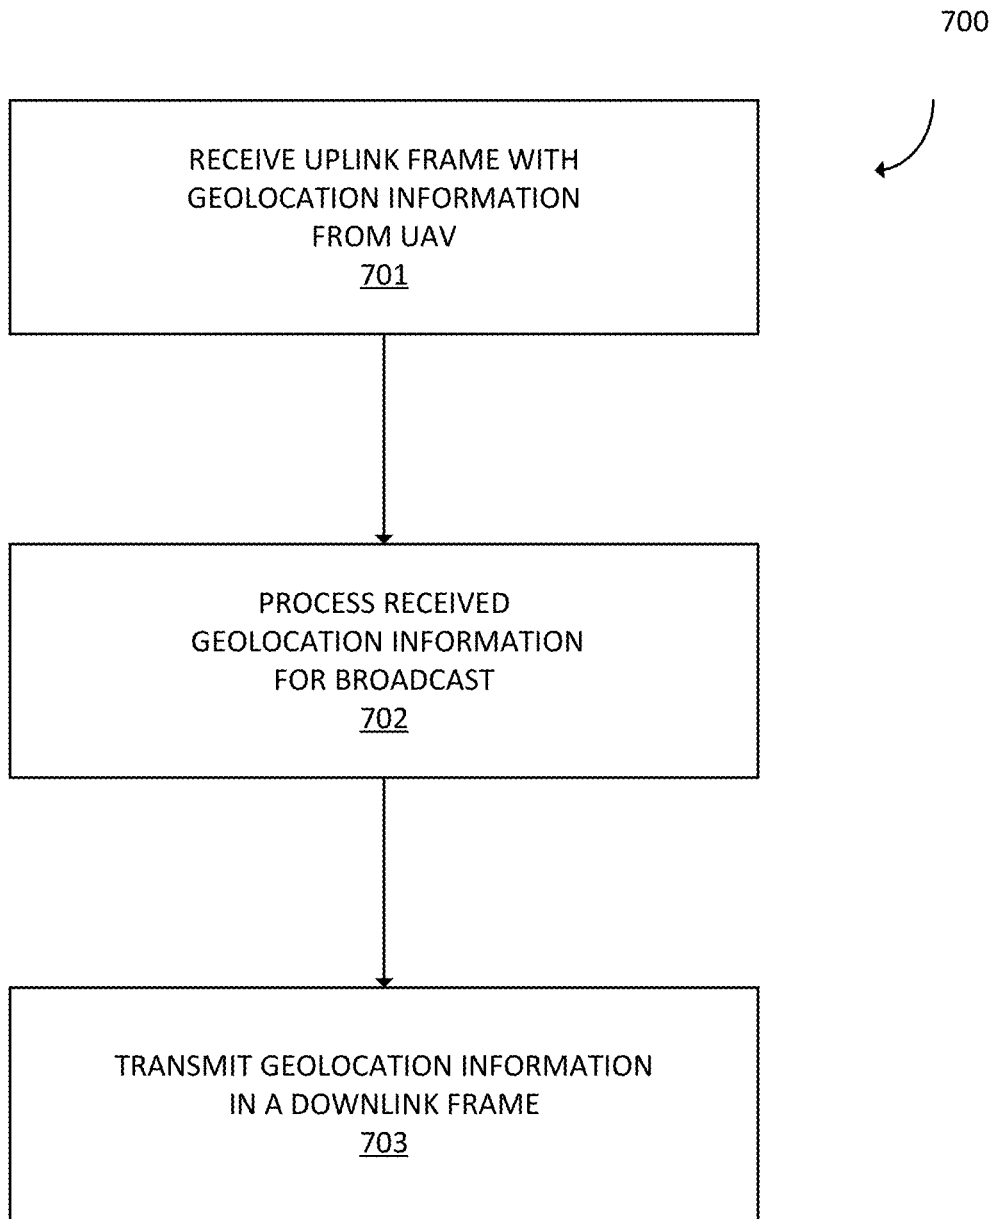 700
RECEIVE UPLINK FRAME WITH
GEOLOCATION INFORMATION
FROM UAV
701
PROCESS RECEIVED
GEOLOCATION INFORMATION
FOR BROADCAST
702
TRANSMIT GEOLOCATION INFORMATION
IN A DOWNLINK FRAME
703